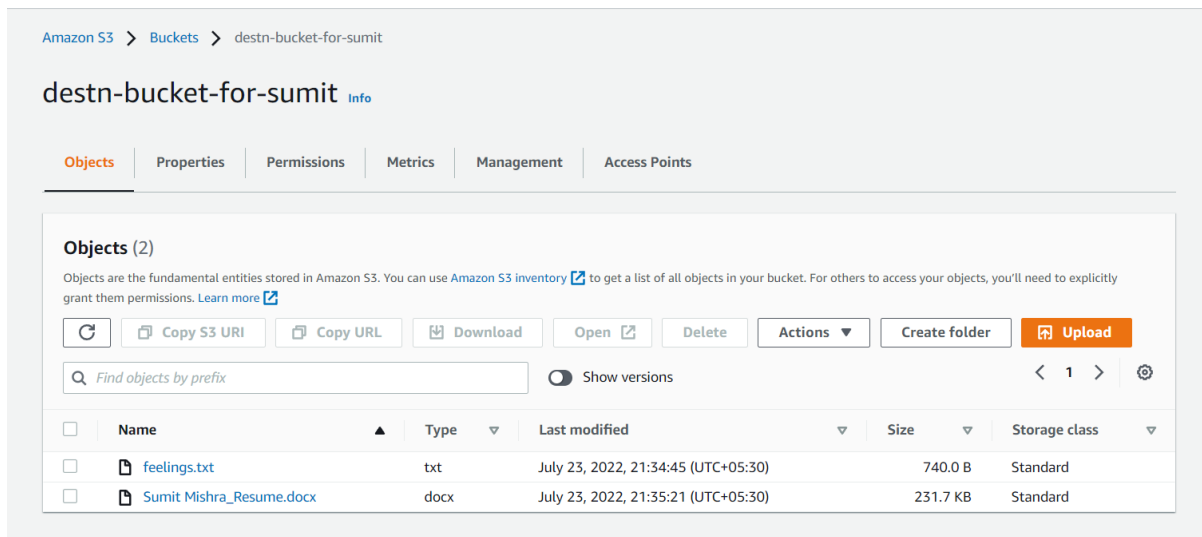 Amazon S3 > Buckets > destn-bucket-for-sumit
destn-bucket-for-sumit Info
Objects Properties Permissions Metrics Management Access Points
Objects (2)
Objects are the fundamental entities stored in Amazon S3. You can use Amazon S3 inventory to get a list of all objects in your bucket. For others to access your objects, you'll need to explicitly
grant them permissions. Learn more
Copy S3 URI Copy URL Download Open Delete Actions Create folder Upload
Find objects by prefix Show versions < 1 >
Name Type Last modified Size Storage class
feelings.txt txt July 23, 2022, 21:34:45 (UTC+05:30) 740.0 B Standard
Sumit Mishra_Resume.docx docx July 23, 2022, 21:35:21 (UTC+05:30) 231.7 KB Standard